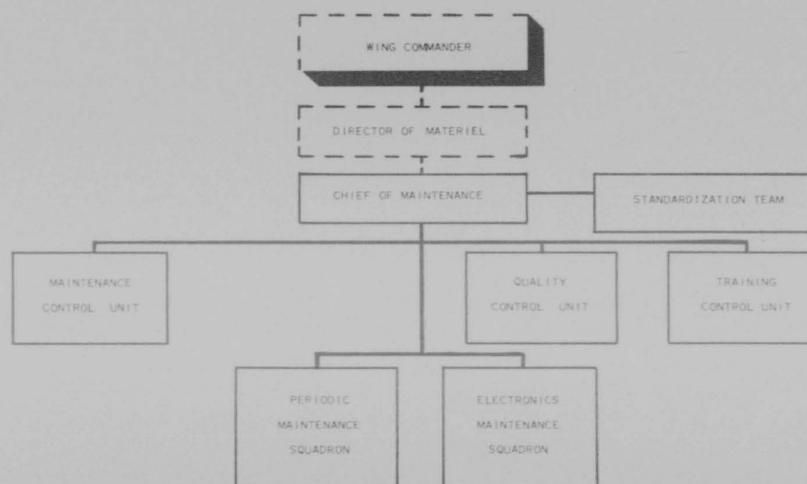 WING COMMANDER
DIRECTOR OF MATERIEL
CHIEF OF MAINTENANCE
STANDARDIZATION TEAM
MAINTENANCE
CONTROL UNIT
QUALITY
CONTROL UNIT
TRAINING
CONTROL UNIT
PERIODIC
MAINTENANCE
SQUADRON
ELECTRONICS
MAINTENANCE
SQUADRON